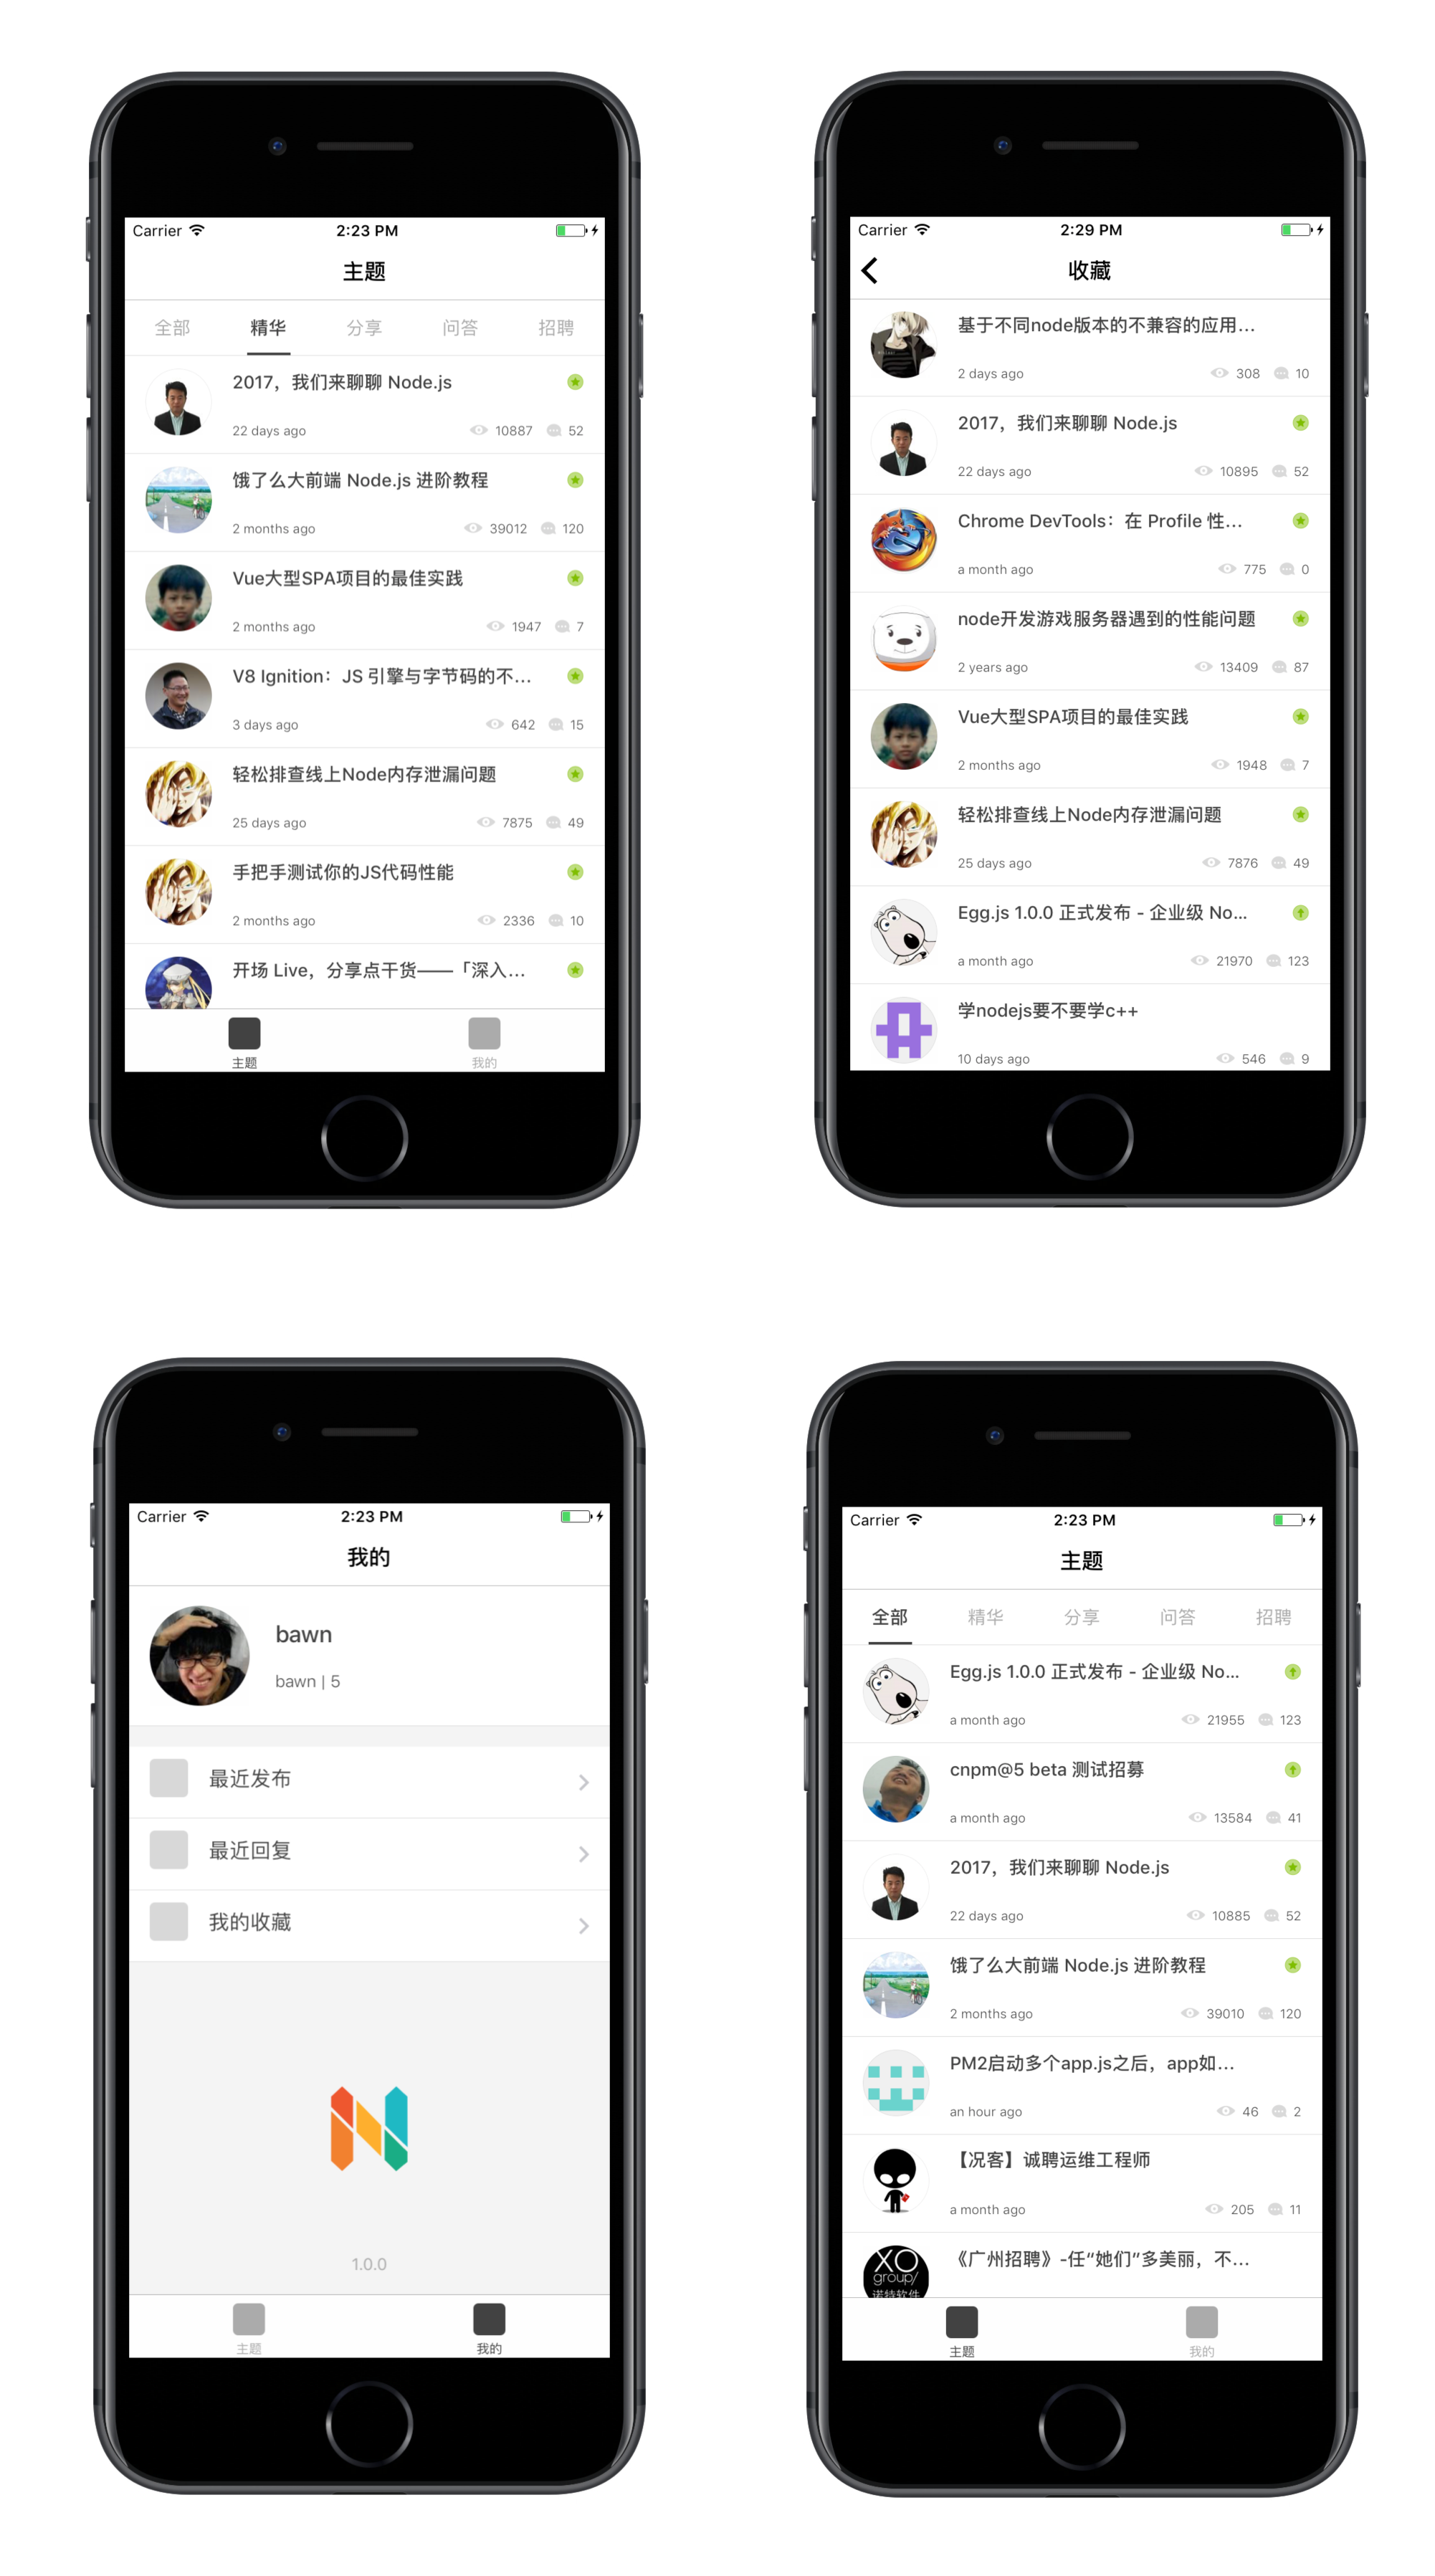 Carrier 2:23 PM
主题
全部 精华 分享 问答 招聘
2017，我们来聊聊 Node.js
22 days ago 10887 52
饿了么大前端 Node.js 进阶教程
2 months ago 39012 120
Vue大型SPA项目的最佳实践
2 months ago 1947 7
V8 Ignition：JS 引擎与字节码的不...
3 days ago 642 15
轻松排查线上Node内存泄漏问题
25 days ago 7875 49
手把手测试你的JS代码性能
2 months ago 2336 10
开场 Live，分享点干货——「深入...
主题 我的
Carrier 2:29 PM
收藏
基于不同node版本的不兼容的应用...
2 days ago 308 10
2017，我们来聊聊 Node.js
22 days ago 10895 52
Chrome DevTools：在 Profile 性...
a month ago 775 0
node开发游戏服务器遇到的性能问题
2 years ago 13409 87
Vue大型SPA项目的最佳实践
2 months ago 1948 7
轻松排查线上Node内存泄漏问题
25 days ago 7876 49
Egg.js 1.0.0 正式发布 - 企业级 No...
a month ago 21970 123
学nodejs要不要学c++
10 days ago 546 9
Carrier 2:23 PM
我的
bawn
bawn | 5
最近发布
最近回复
我的收藏
1.0.0
主题 我的
Carrier 2:23 PM
主题
全部 精华 分享 问答 招聘
Egg.js 1.0.0 正式发布 - 企业级 No...
a month ago 21955 123
cnpm@5 beta 测试招募
a month ago 13584 41
2017，我们来聊聊 Node.js
22 days ago 10885 52
饿了么大前端 Node.js 进阶教程
2 months ago 39010 120
PM2启动多个app.js之后，app如...
an hour ago 46 2
【况客】诚聘运维工程师
a month ago 205 11
《广州招聘》-任“她们”多美丽，不...
XO
group/
诺特软件
主题 我的